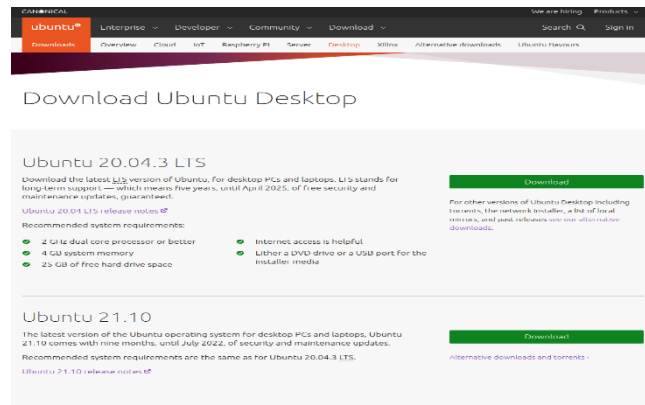 CANONICAL
We are hiring Products
ubuntu® Enterprise Developer Community Download Search Sign in
Downloads Overview Cloud IoT Raspberry Pi Server Desktop Xilinx Alternative downloads Ubuntu flavours
Download Ubuntu Desktop
Ubuntu 20.04.3 LTS
Download the latest LTS version of Ubuntu, for desktop PCs and laptops. LTS stands for
long-term support — which means five years, until April 2025, of free security and
maintenance updates, guaranteed.
Ubuntu 20.04 LTS release notes
Recommended system requirements:
2 GHz dual core processor or better
4 GB system memory
25 GB of free hard drive space
Internet access is helpful
Either a DVD drive or a USB port for the
installer media
Download
For other versions of Ubuntu Desktop including
torrents, the network installer, a list of local
mirrors, and past releases see our alternative
downloads.
Ubuntu 21.10
The latest version of the Ubuntu operating system for desktop PCs and laptops, Ubuntu
21.10 comes with nine months, until July 2022, of security and maintenance updates.
Recommended system requirements are the same as for Ubuntu 20.04.3 LTS.
Ubuntu 21.10 release notes
Download
Alternative downloads and torrents ›